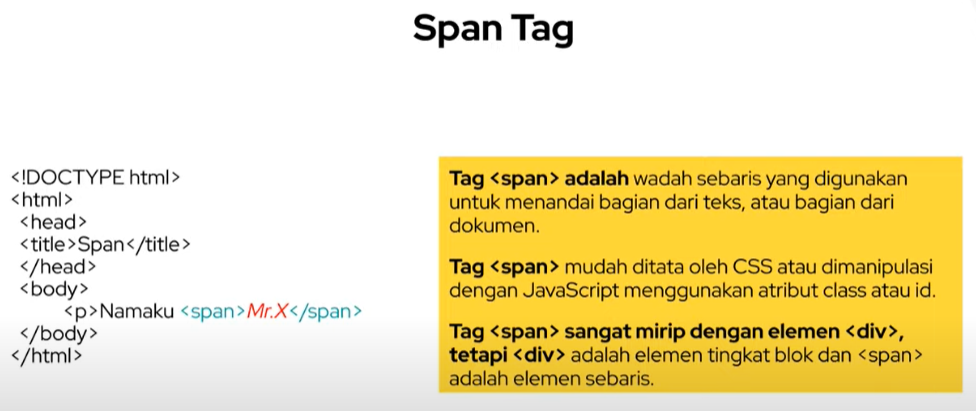 Span Tag
<!DOCTYPE html>
<html>
<head>
<title>Span</title>
</head>
<body>
<p>Namaku <span>Mr.X</span>
</body>
</html>
Tag <span> adalah wadah sebaris yang digunakan
untuk menandai bagian dari teks, atau bagian dari
dokumen.
Tag <span> mudah ditata oleh CSS atau dimanipulasi
dengan JavaScript menggunakan atribut class atau id.
Tag <span> sangat mirip dengan elemen <div>,
tetapi <div> adalah elemen tingkat blok dan <span>
adalah elemen sebaris.